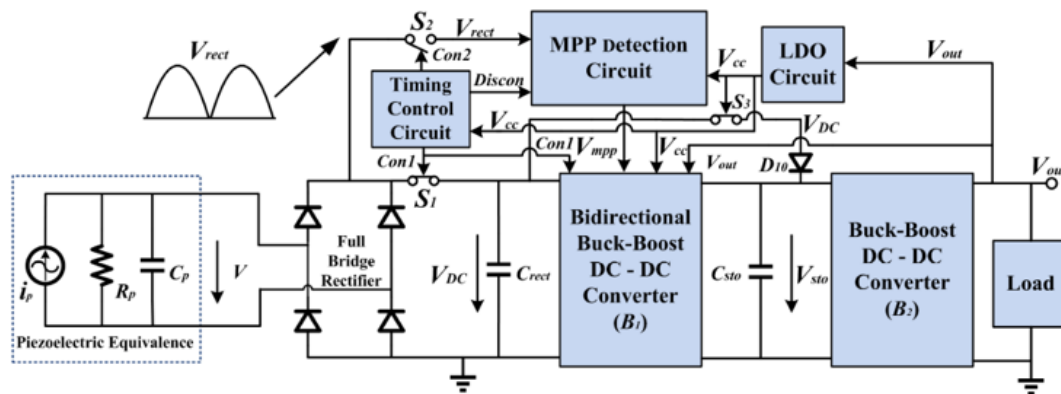 S2
Vrect
Vrect
Con2
MPP Detection
Circuit
Vcc
LDO
Circuit
Vout
Timing
Control
Circuit
Discon
S3
VDC
Vcc
Con1
Con1
Vmpp
Vcc
Vout
D10
S1
Vou
ip
Rp
Cp
V
Piezoelectric Equivalence
Full
Bridge
Rectifier
VDC
Crect
Bidirectional
Buck-Boost
DC - DC
Converter
(B1)
Csto
Vsto
Buck-Boost
DC - DC
Converter
(B2)
Load